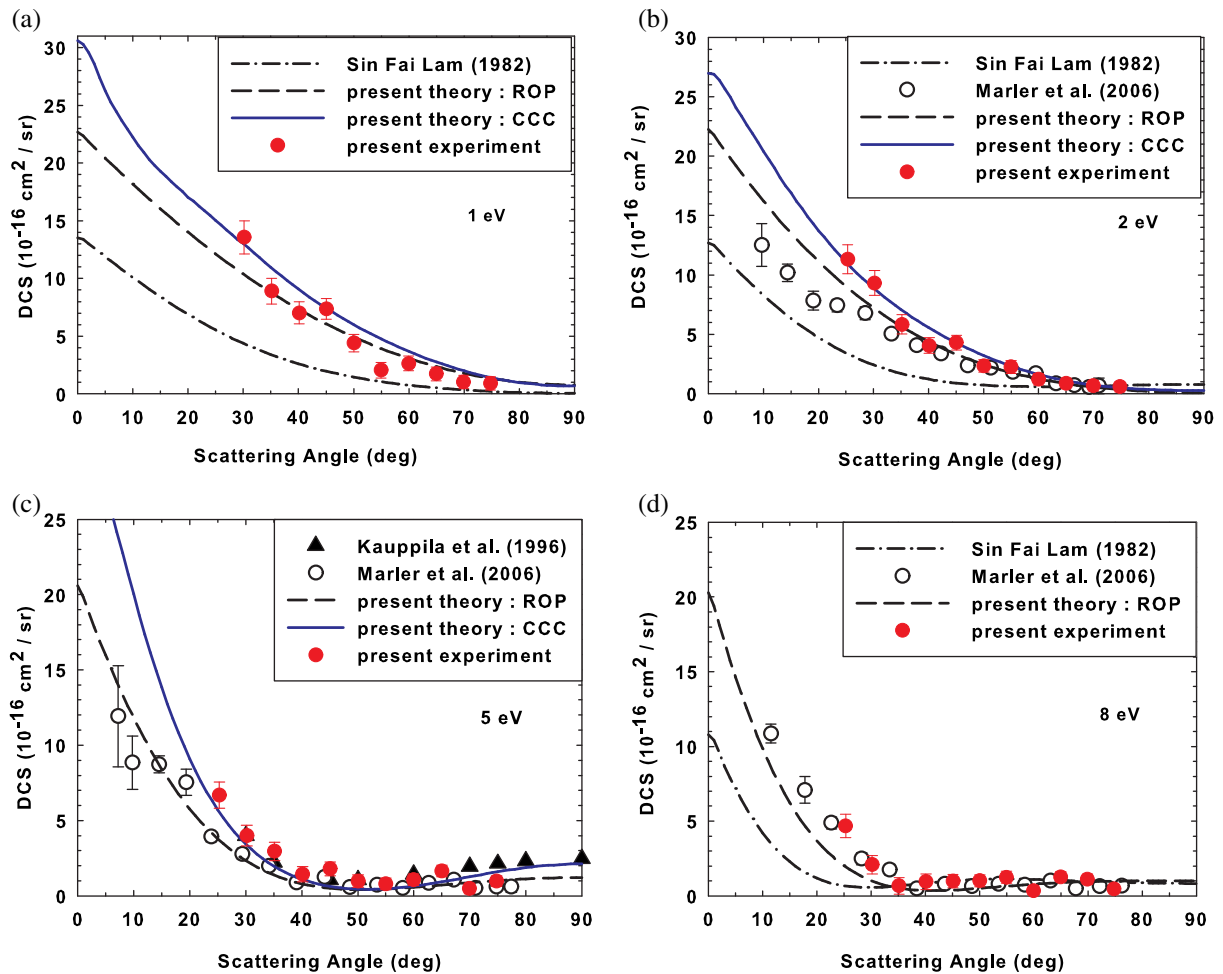 (a)
DCS (10-16 cm2 / sr)
30
25
20
15
10
5
0
Sin Fai Lam (1982)
present theory : ROP
present theory : CCC
present experiment
1 eV
0 10 20 30 40 50 60 70 80 90
Scattering Angle (deg)
(b)
DCS (10-16 cm2 / sr)
30
25
20
15
10
5
0
Sin Fai Lam (1982)
Marler et al. (2006)
present theory : ROP
present theory : CCC
present experiment
2 eV
0 10 20 30 40 50 60 70 80 90
Scattering Angle (deg)
(c)
DCS (10-16 cm2 / sr)
25
20
15
10
5
0
Kauppila et al. (1996)
Marler et al. (2006)
present theory : ROP
present theory : CCC
present experiment
5 eV
0 10 20 30 40 50 60 70 80 90
Scattering Angle (deg)
(d)
DCS (10-16 cm2 / sr)
25
20
15
10
5
0
Sin Fai Lam (1982)
Marler et al. (2006)
present theory : ROP
present experiment
8 eV
0 10 20 30 40 50 60 70 80 90
Scattering Angle (deg)